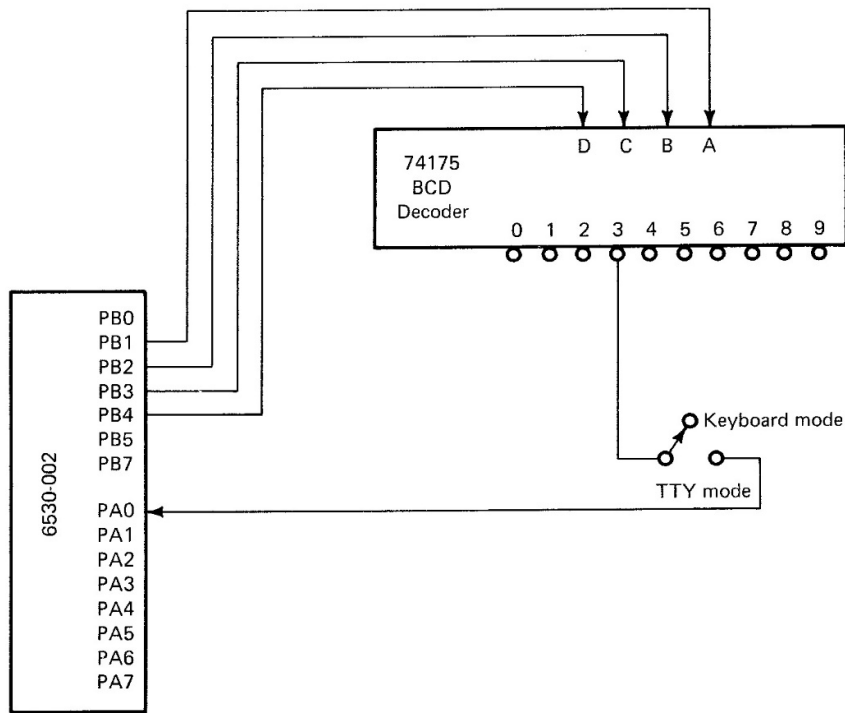 D C B A
74175
BCD
Decoder
0 1 2 3 4 5 6 7 8 9
6530-002
PB0
PB1
PB2
PB3
PB4
PB5
PB7
PA0
PA1
PA2
PA3
PA4
PA5
PA6
PA7
Keyboard mode
TTY mode